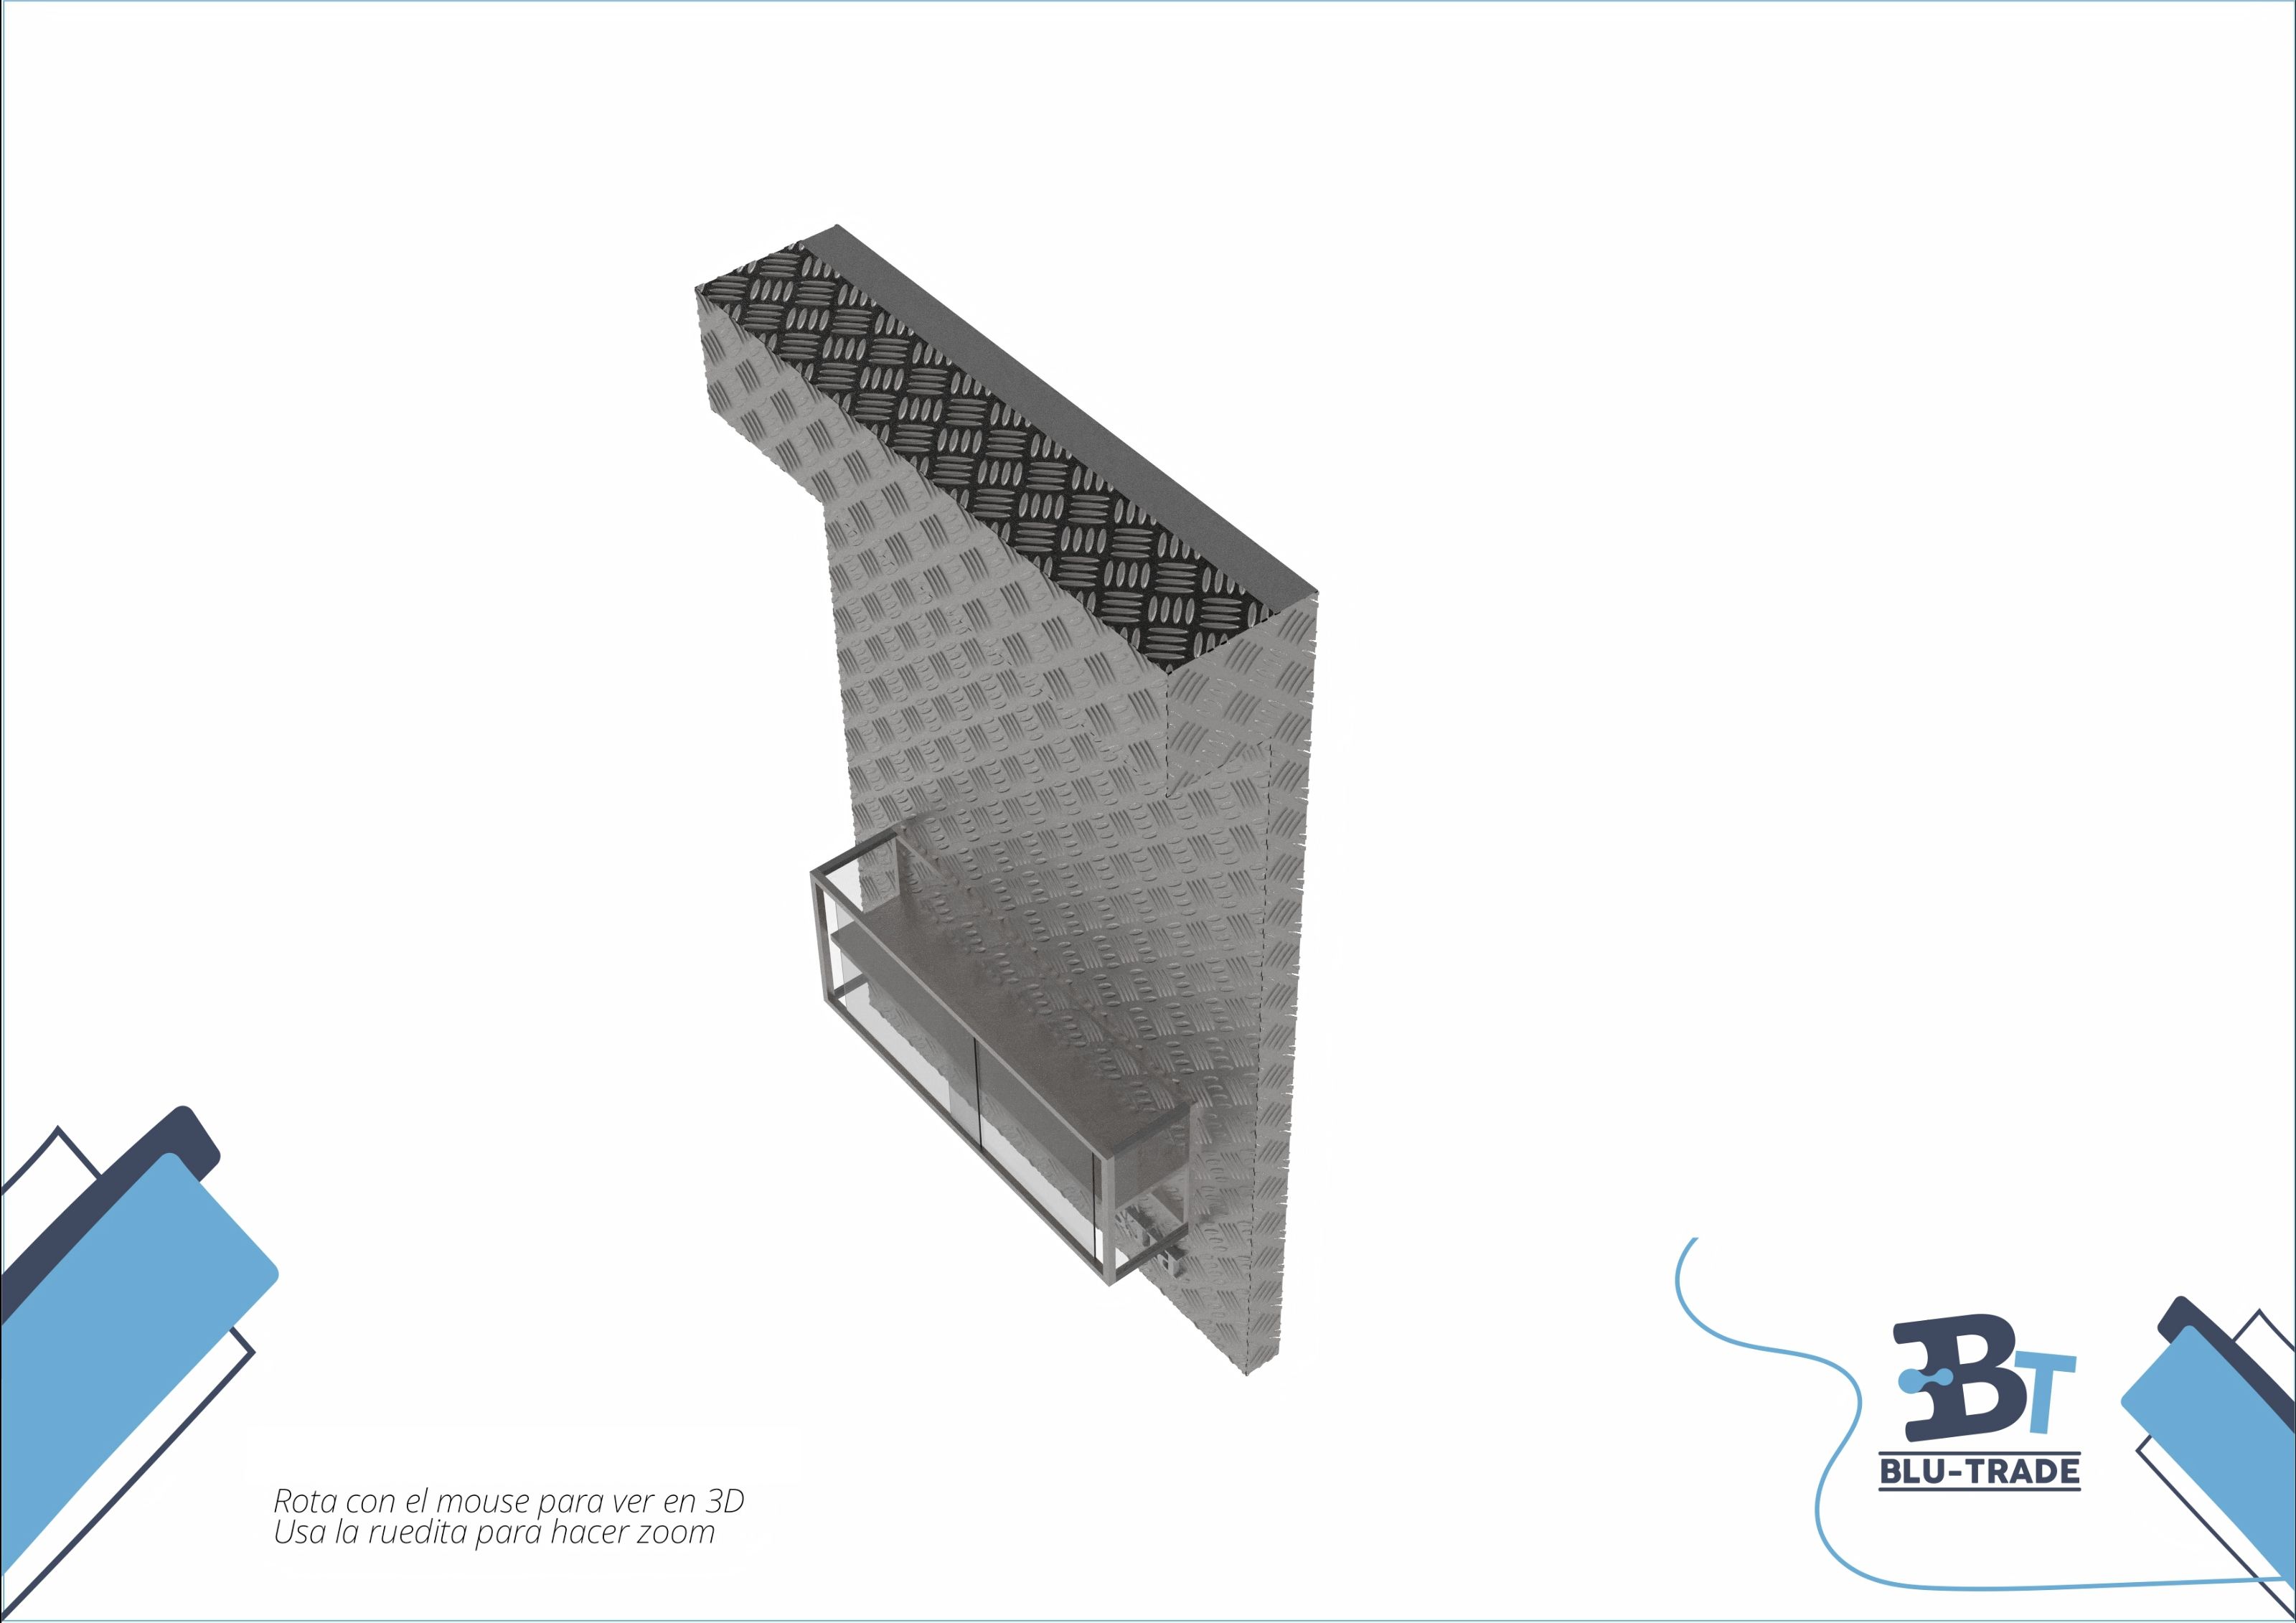 Rota con el mouse para ver en 3D
Usa la ruedita para hacer zoom
BT
BLU-TRADE